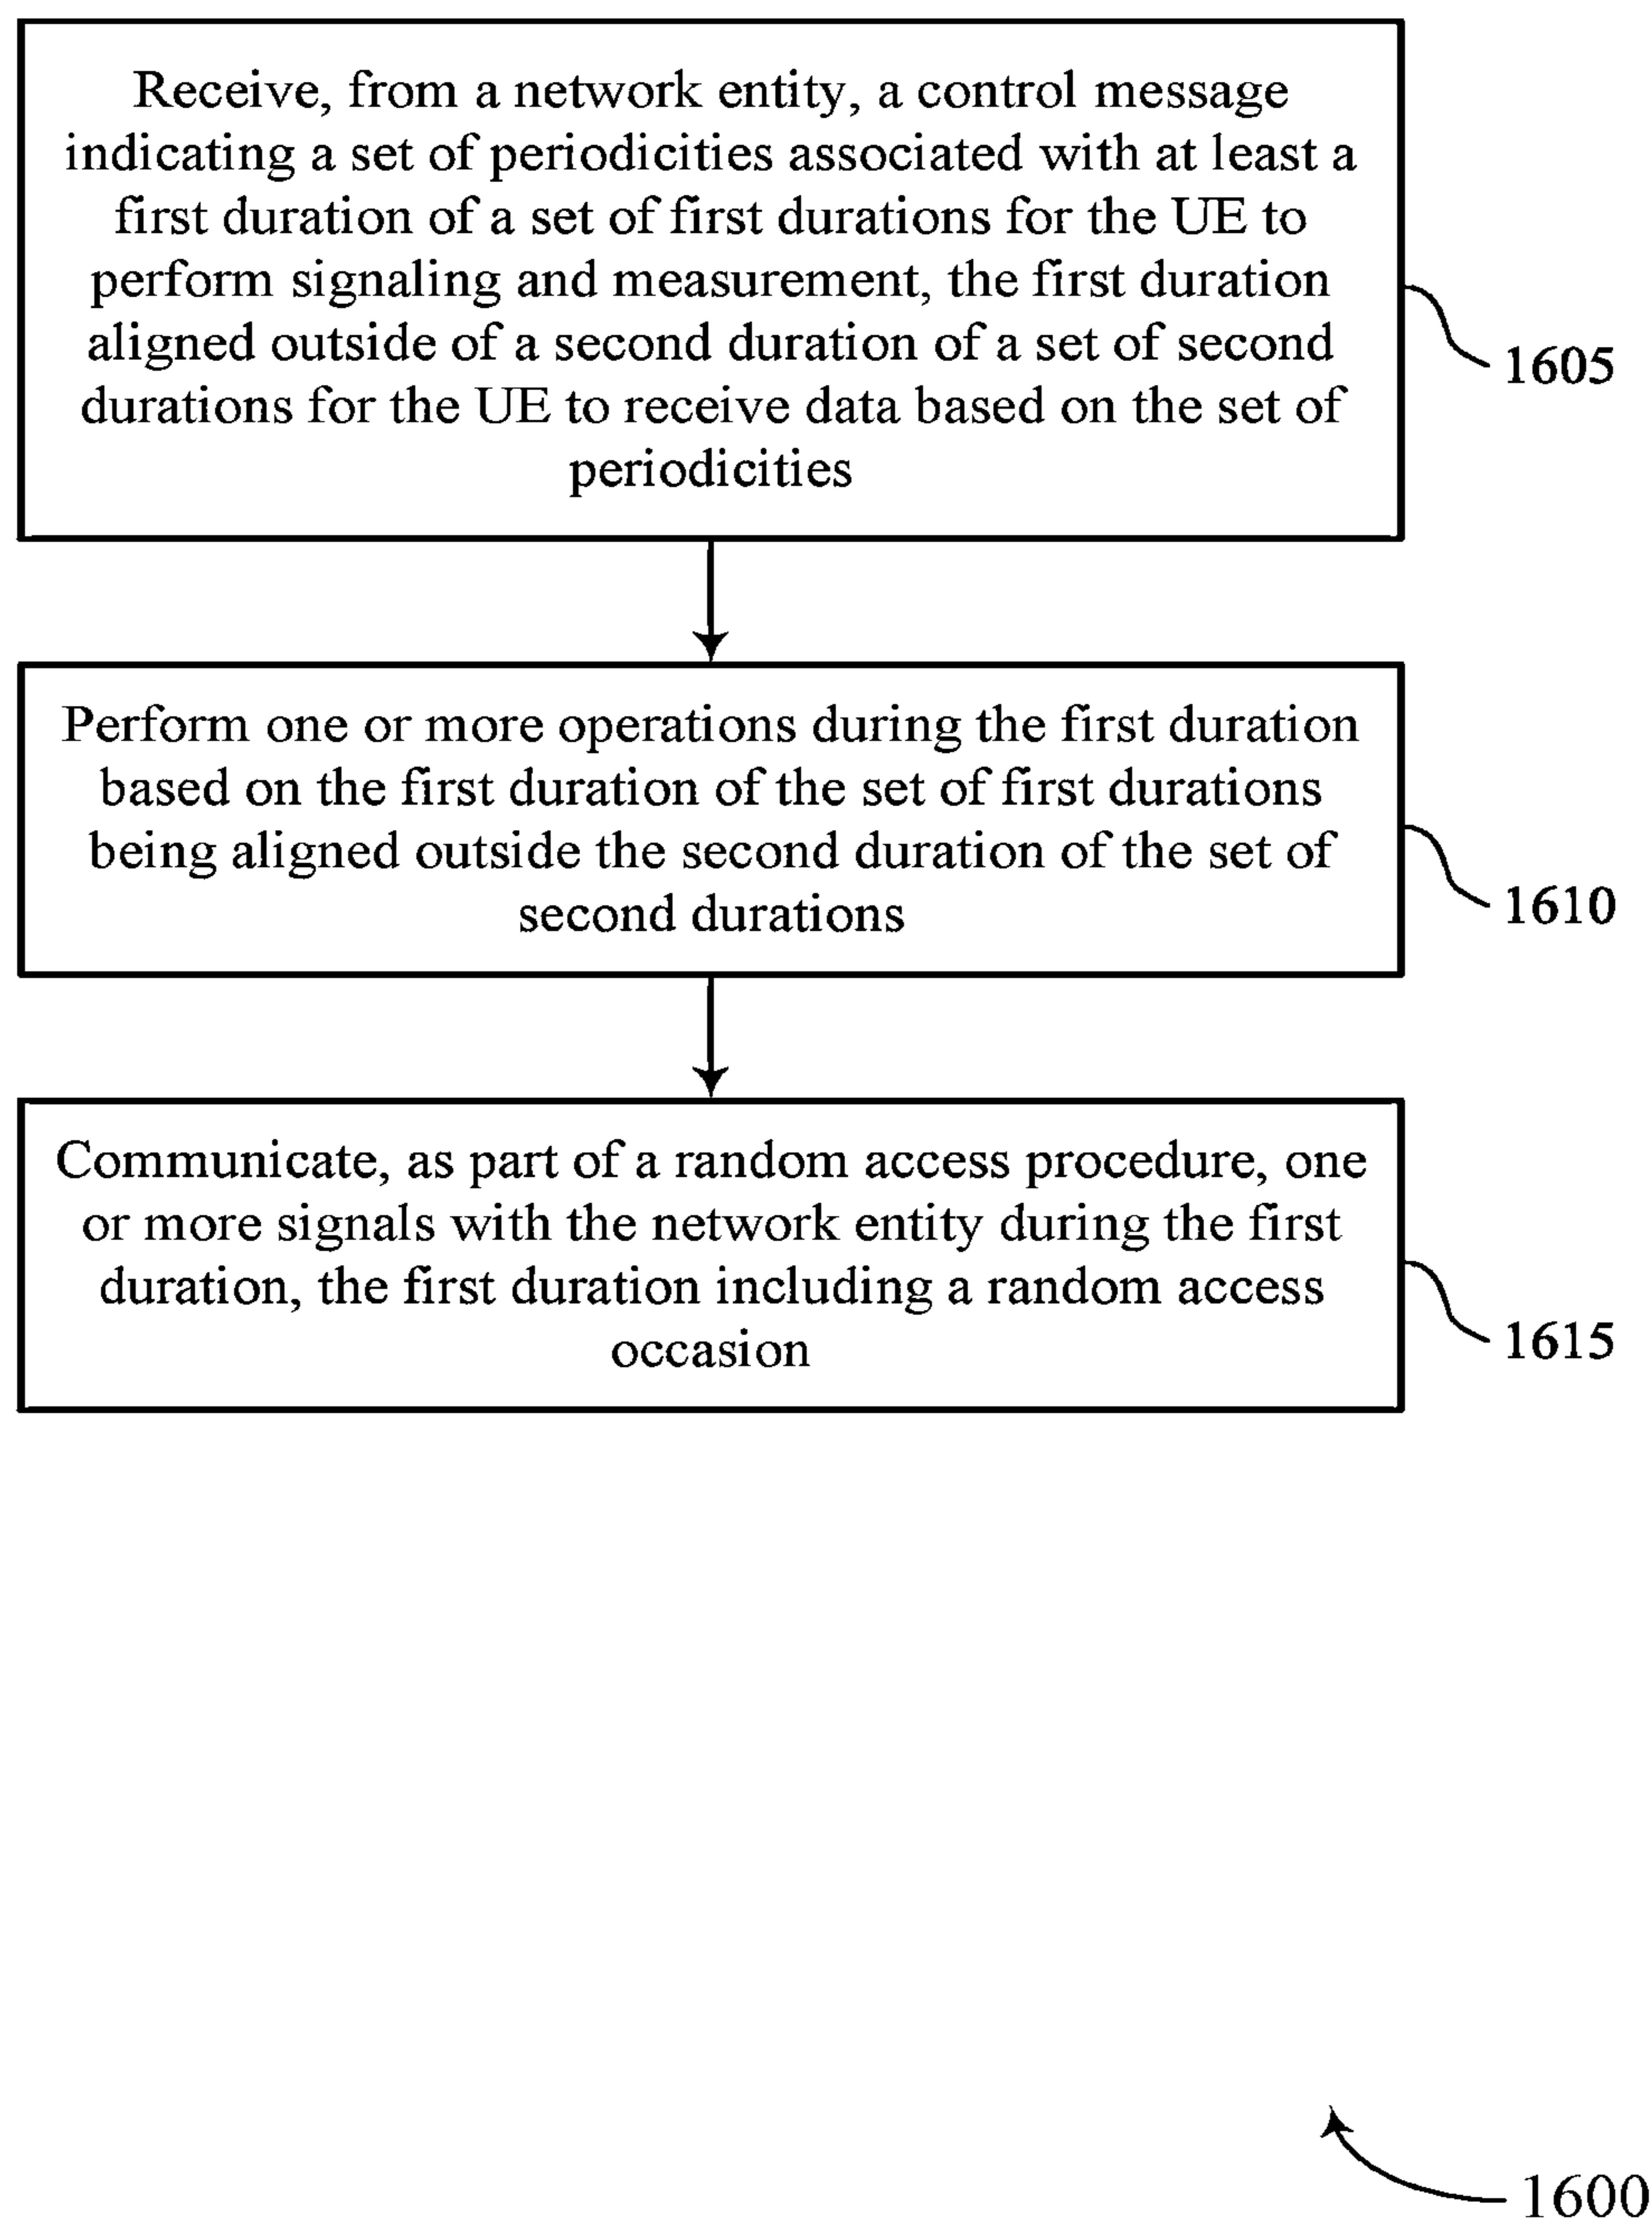 Receive, from a network entity, a control message
indicating a set of periodicities associated with at least a
first duration of a set of first durations for the UE to
perform signaling and measurement, the first duration
aligned outside of a second duration of a set of second
durations for the UE to receive data based on the set of
periodicities
1605
Perform one or more operations during the first duration
based on the first duration of the set of first durations
being aligned outside the second duration of the set of
second durations
1610
Communicate, as part of a random access procedure, one
or more signals with the network entity during the first
duration, the first duration including a random access
occasion
1615
1600